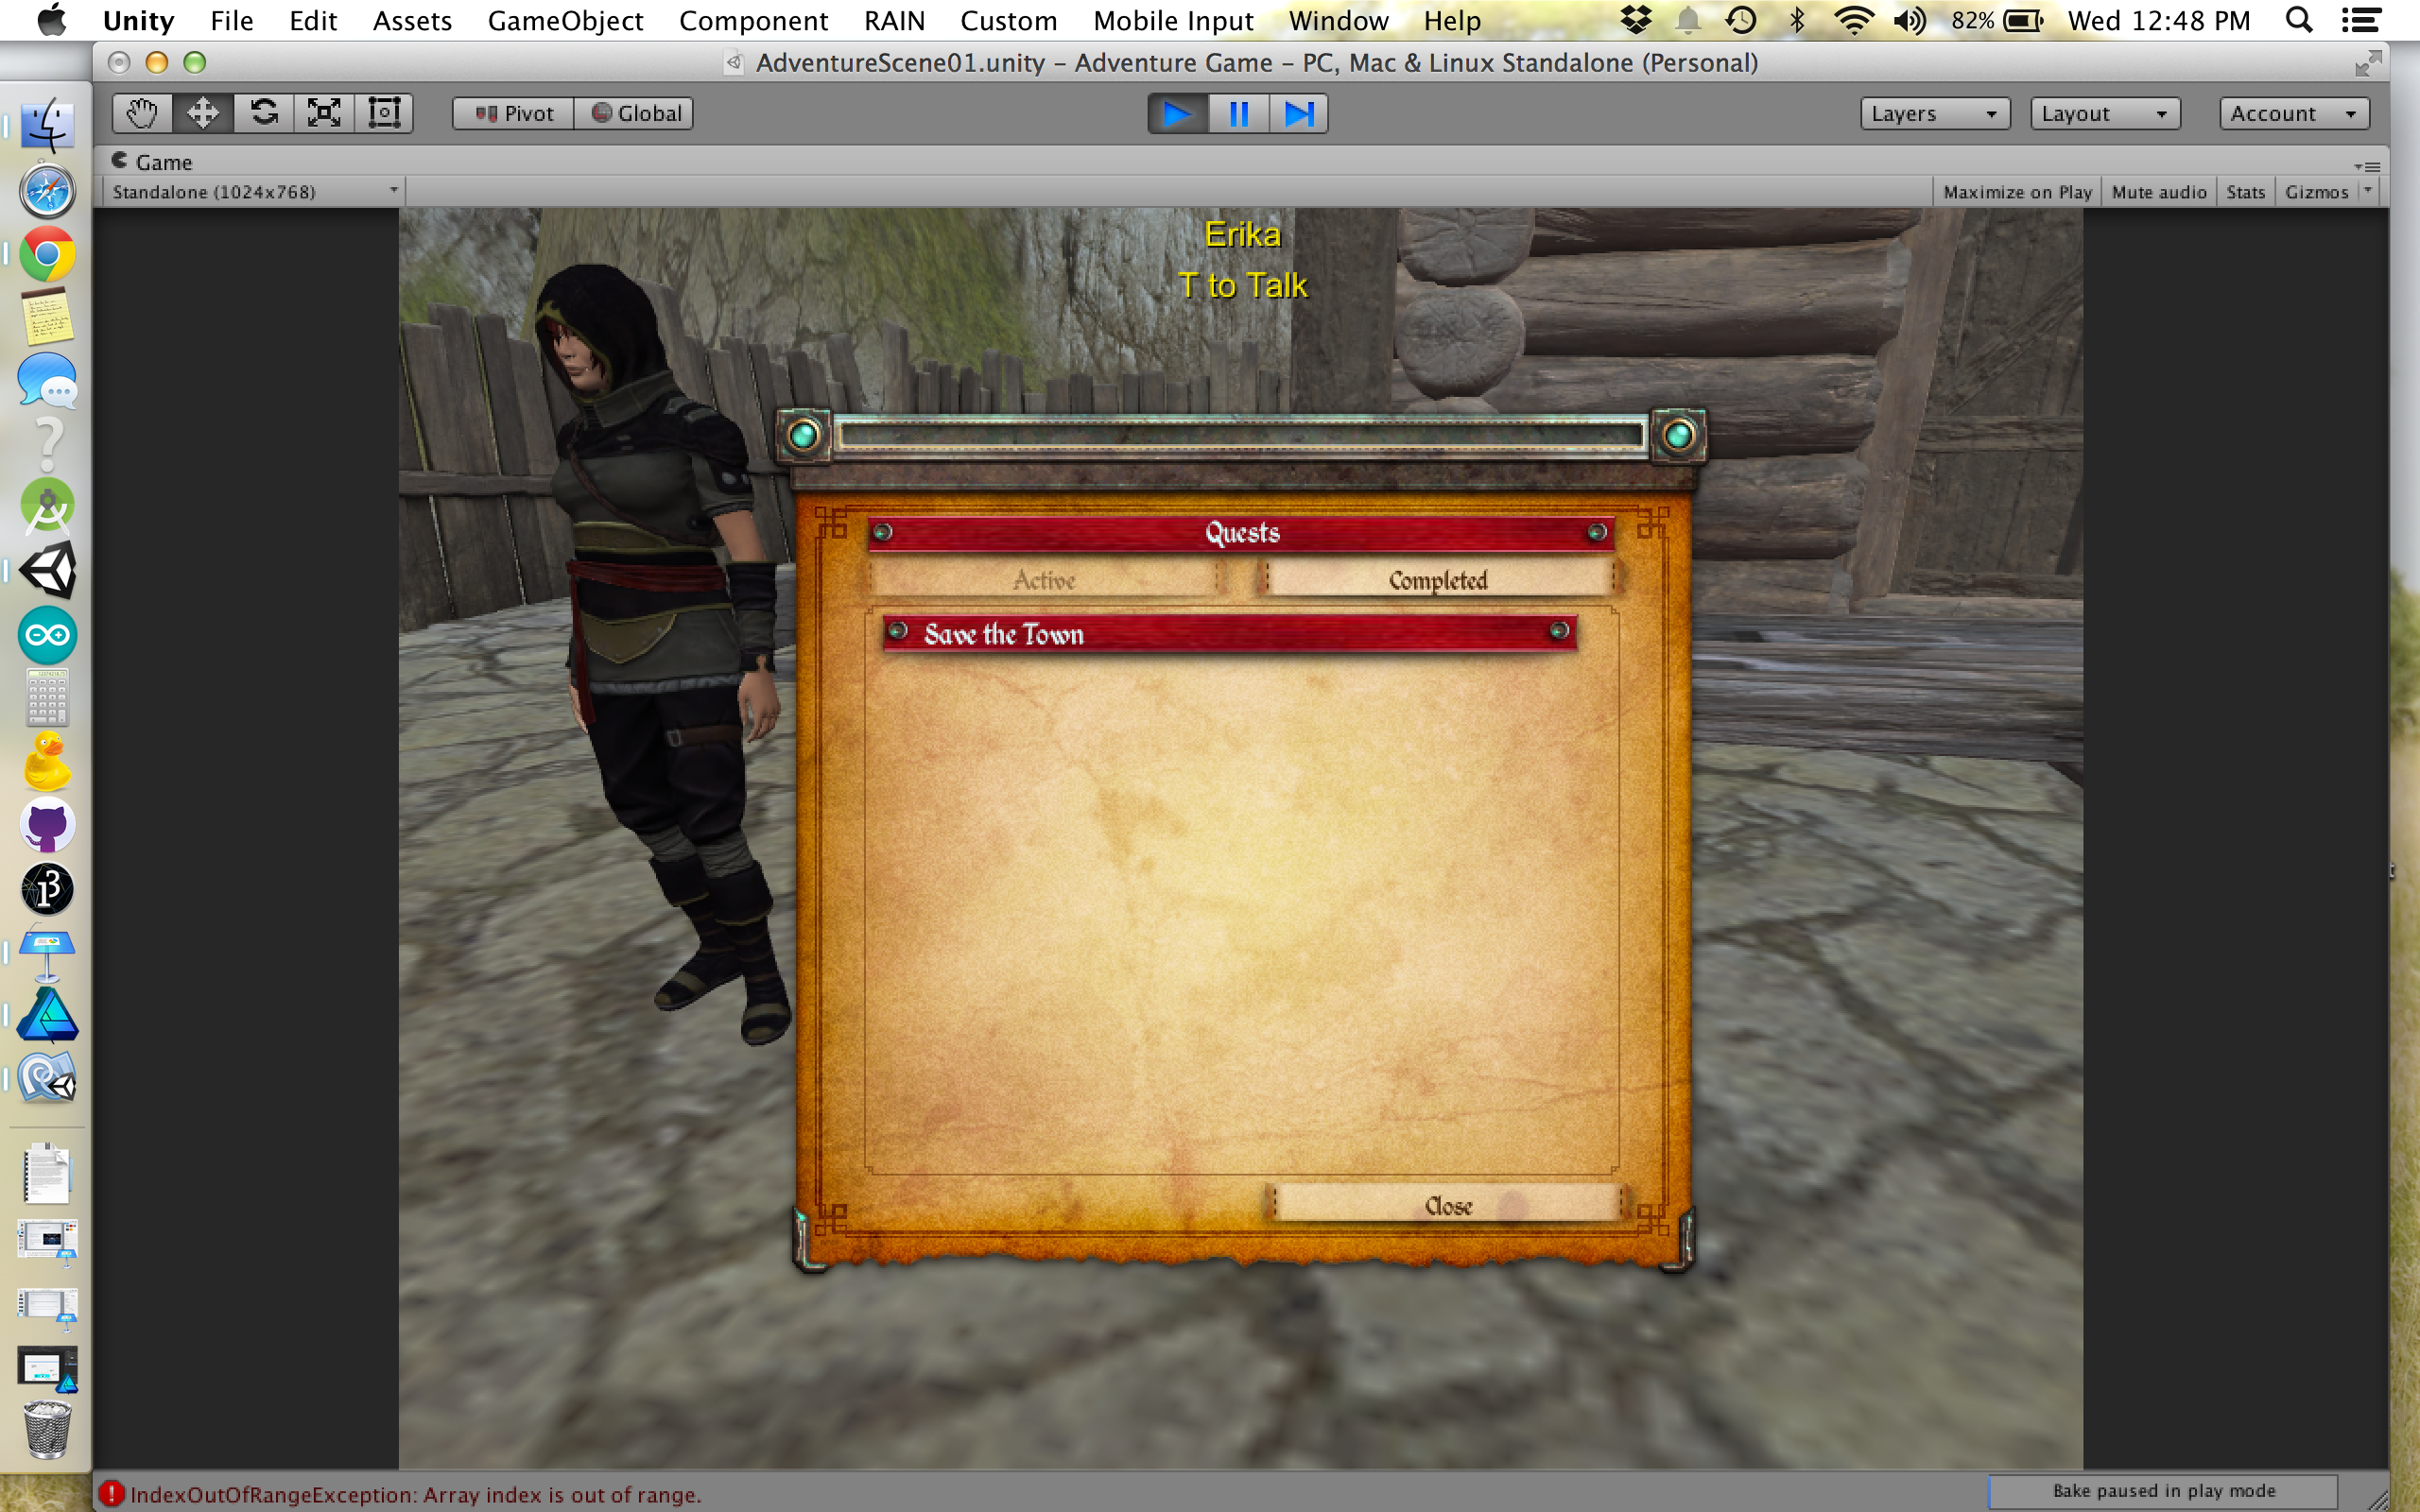 Unity File Edit Assets GameObject Component RAIN Custom Mobile Input Window Help 82% Wed 12:48 PM
AdventureScene01.unity – Adventure Game – PC, Mac & Linux Standalone (Personal)
Pivot Global Layers Layout Account
Game
Standalone (1024x768) Maximize on Play Mute audio Stats Gizmos
Erika
T to Talk
Quests
Active Completed
Save the Town
Close
IndexOutOfRangeException: Array index is out of range. Bake paused in play mode